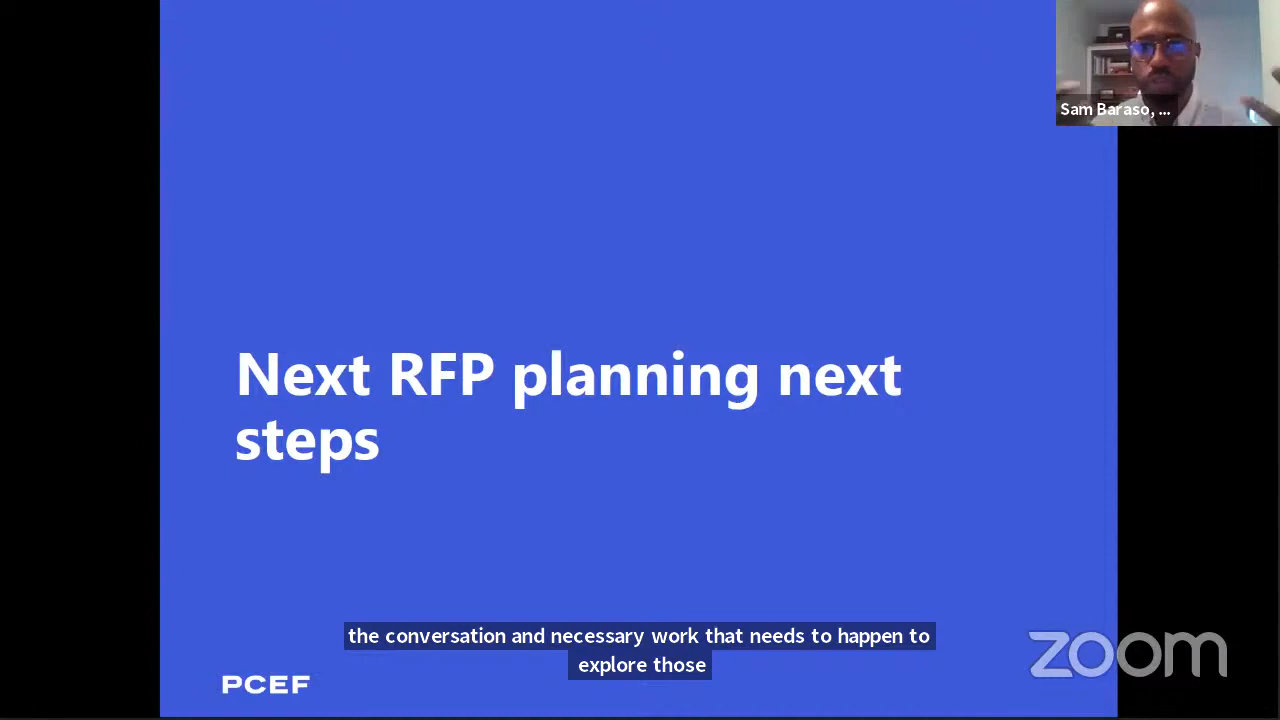 Sam Baraso, ...
Next RFP planning next
steps
the conversation and necessary work that needs to happen to
explore those
PCEF
zoom